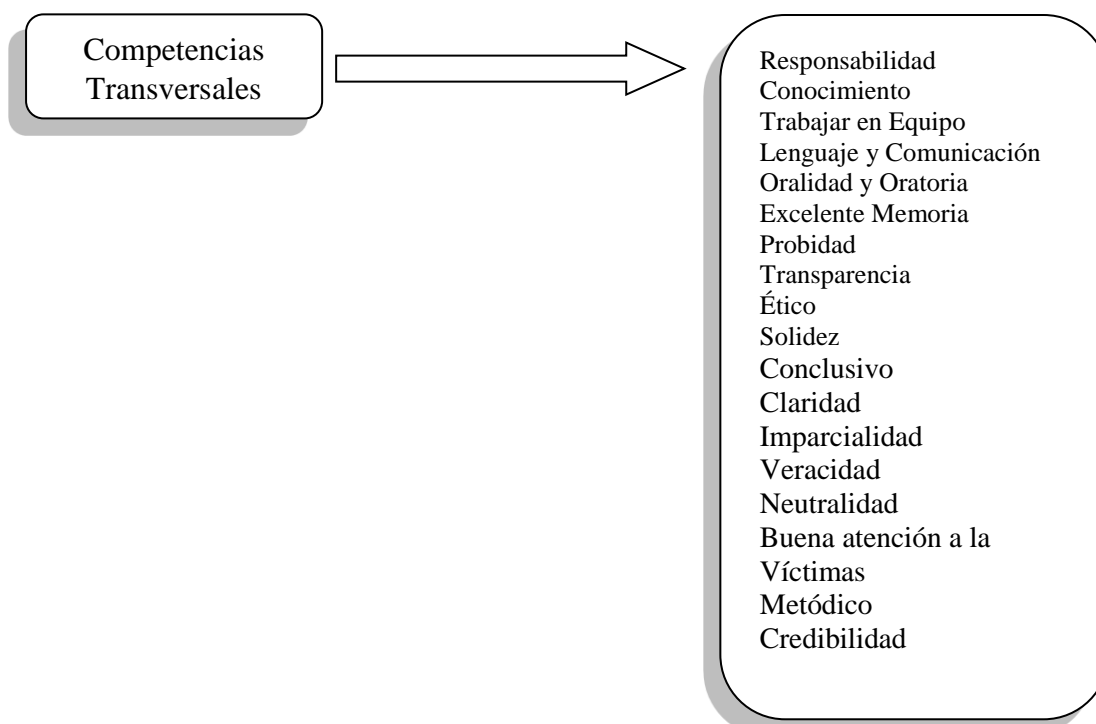 Competencias
Transversales
Responsabilidad
Conocimiento
Trabajar en Equipo
Lenguaje y Comunicación
Oralidad y Oratoria
Excelente Memoria
Probidad
Transparencia
Ético
Solidez
Conclusivo
Claridad
Imparcialidad
Veracidad
Neutralidad
Buena atención a la
Víctimas
Metódico
Credibilidad